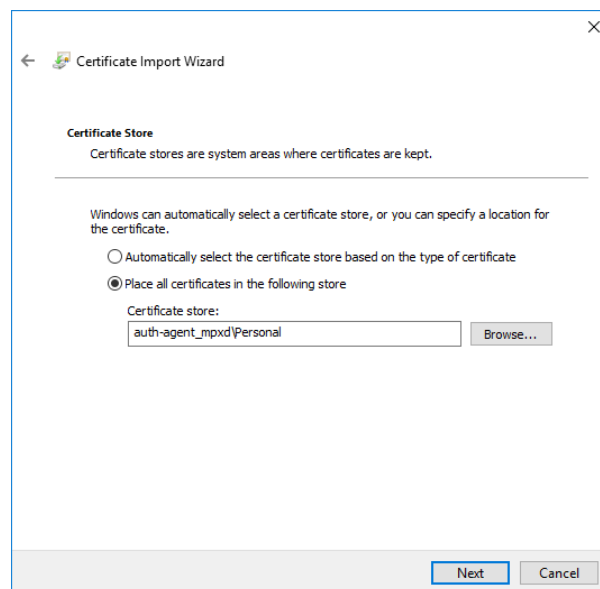 Certificate Import Wizard
Certificate Store
Certificate stores are system areas where certificates are kept.
Windows can automatically select a certificate store, or you can specify a location for
the certificate.
Automatically select the certificate store based on the type of certificate
Place all certificates in the following store
Certificate store:
auth-agent_mpxd\Personal
Browse...
Next
Cancel